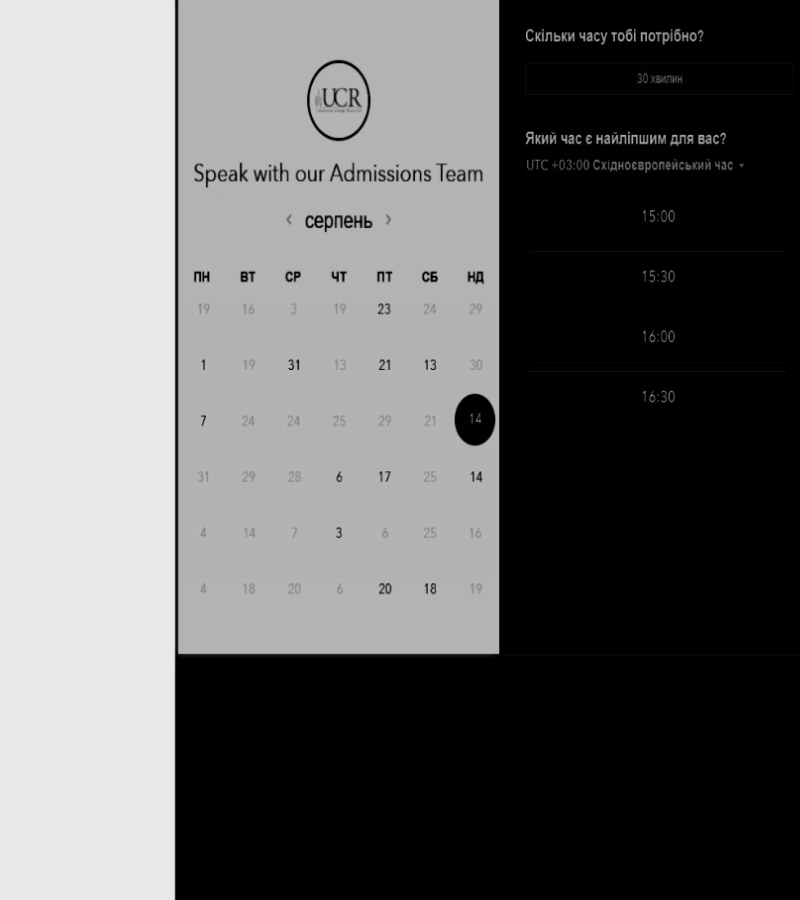 UCR
Speak with our Admissions Team
‹ серпень ›
ПН ВТ СР ЧТ ПТ СБ НД
19 16 3 19 23 24 29
1 19 31 13 21 13 30
7 24 24 25 29 21 14
31 29 28 6 17 25 14
4 14 7 3 6 25 16
4 18 20 6 20 18 19
Скільки часу тобі потрібно?
30 хвилин
Який час є найліпшим для вас?
UTC +03:00 Східноєвропейський час
15:00
15:30
16:00
16:30